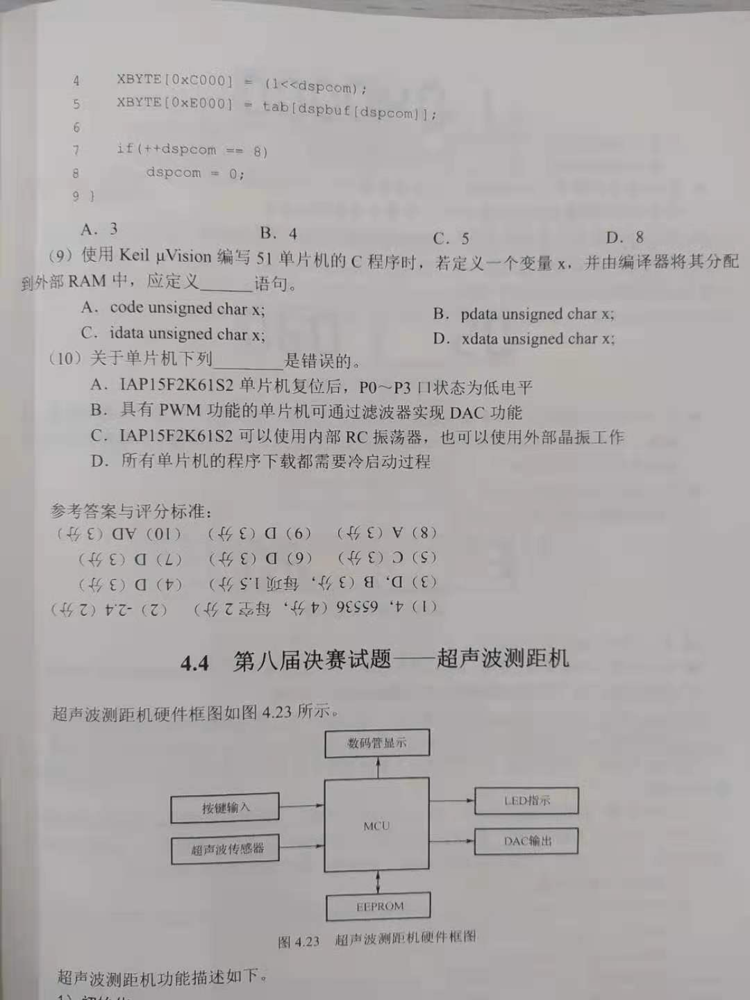 4 XBYTE[0xC000] = (1<<dspcom);
5 XBYTE[0xE000] = tab[dspbuf[dspcom]];
6
7 if(++dspcom == 8)
8 dspcom = 0;
9 }
A. 3 B. 4 C. 5 D. 8
（9）使用 Keil μVision 编写 51 单片机的 C 程序时，若定义一个变量 x，并由编译器将其分配
到外部 RAM 中，应定义______语句。
A. code unsigned char x; B. pdata unsigned char x;
C. idata unsigned char x; D. xdata unsigned char x;
（10）关于单片机下列________是错误的。
A. IAP15F2K61S2 单片机复位后，P0～P3 口状态为低电平
B. 具有 PWM 功能的单片机可通过滤波器实现 DAC 功能
C. IAP15F2K61S2 可以使用内部 RC 振荡器，也可以使用外部晶振工作
D. 所有单片机的程序下载都需要冷启动过程
参考答案与评分标准：
（1）4，65536（4 分，每空 2 分） （2）-2.4（2 分）
（3）D，B（3 分，每项 1.5 分） （4）D（3 分）
（5）C（3 分） （6）D（3 分） （7）D（3 分）
（8）A（3 分） （9）D（3 分） （10）AD（3 分）
4.4 第八届决赛试题——超声波测距机
超声波测距机硬件框图如图 4.23 所示。
数码管显示
按键输入
超声波传感器
MCU
LED指示
DAC输出
EEPROM
图 4.23 超声波测距机硬件框图
超声波测距机功能描述如下。